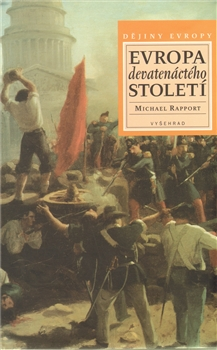 DĚJINY EVROPY
EVROPA
devatenáctého
STOLETÍ
MICHAEL RAPPORT
VYŠEHRAD